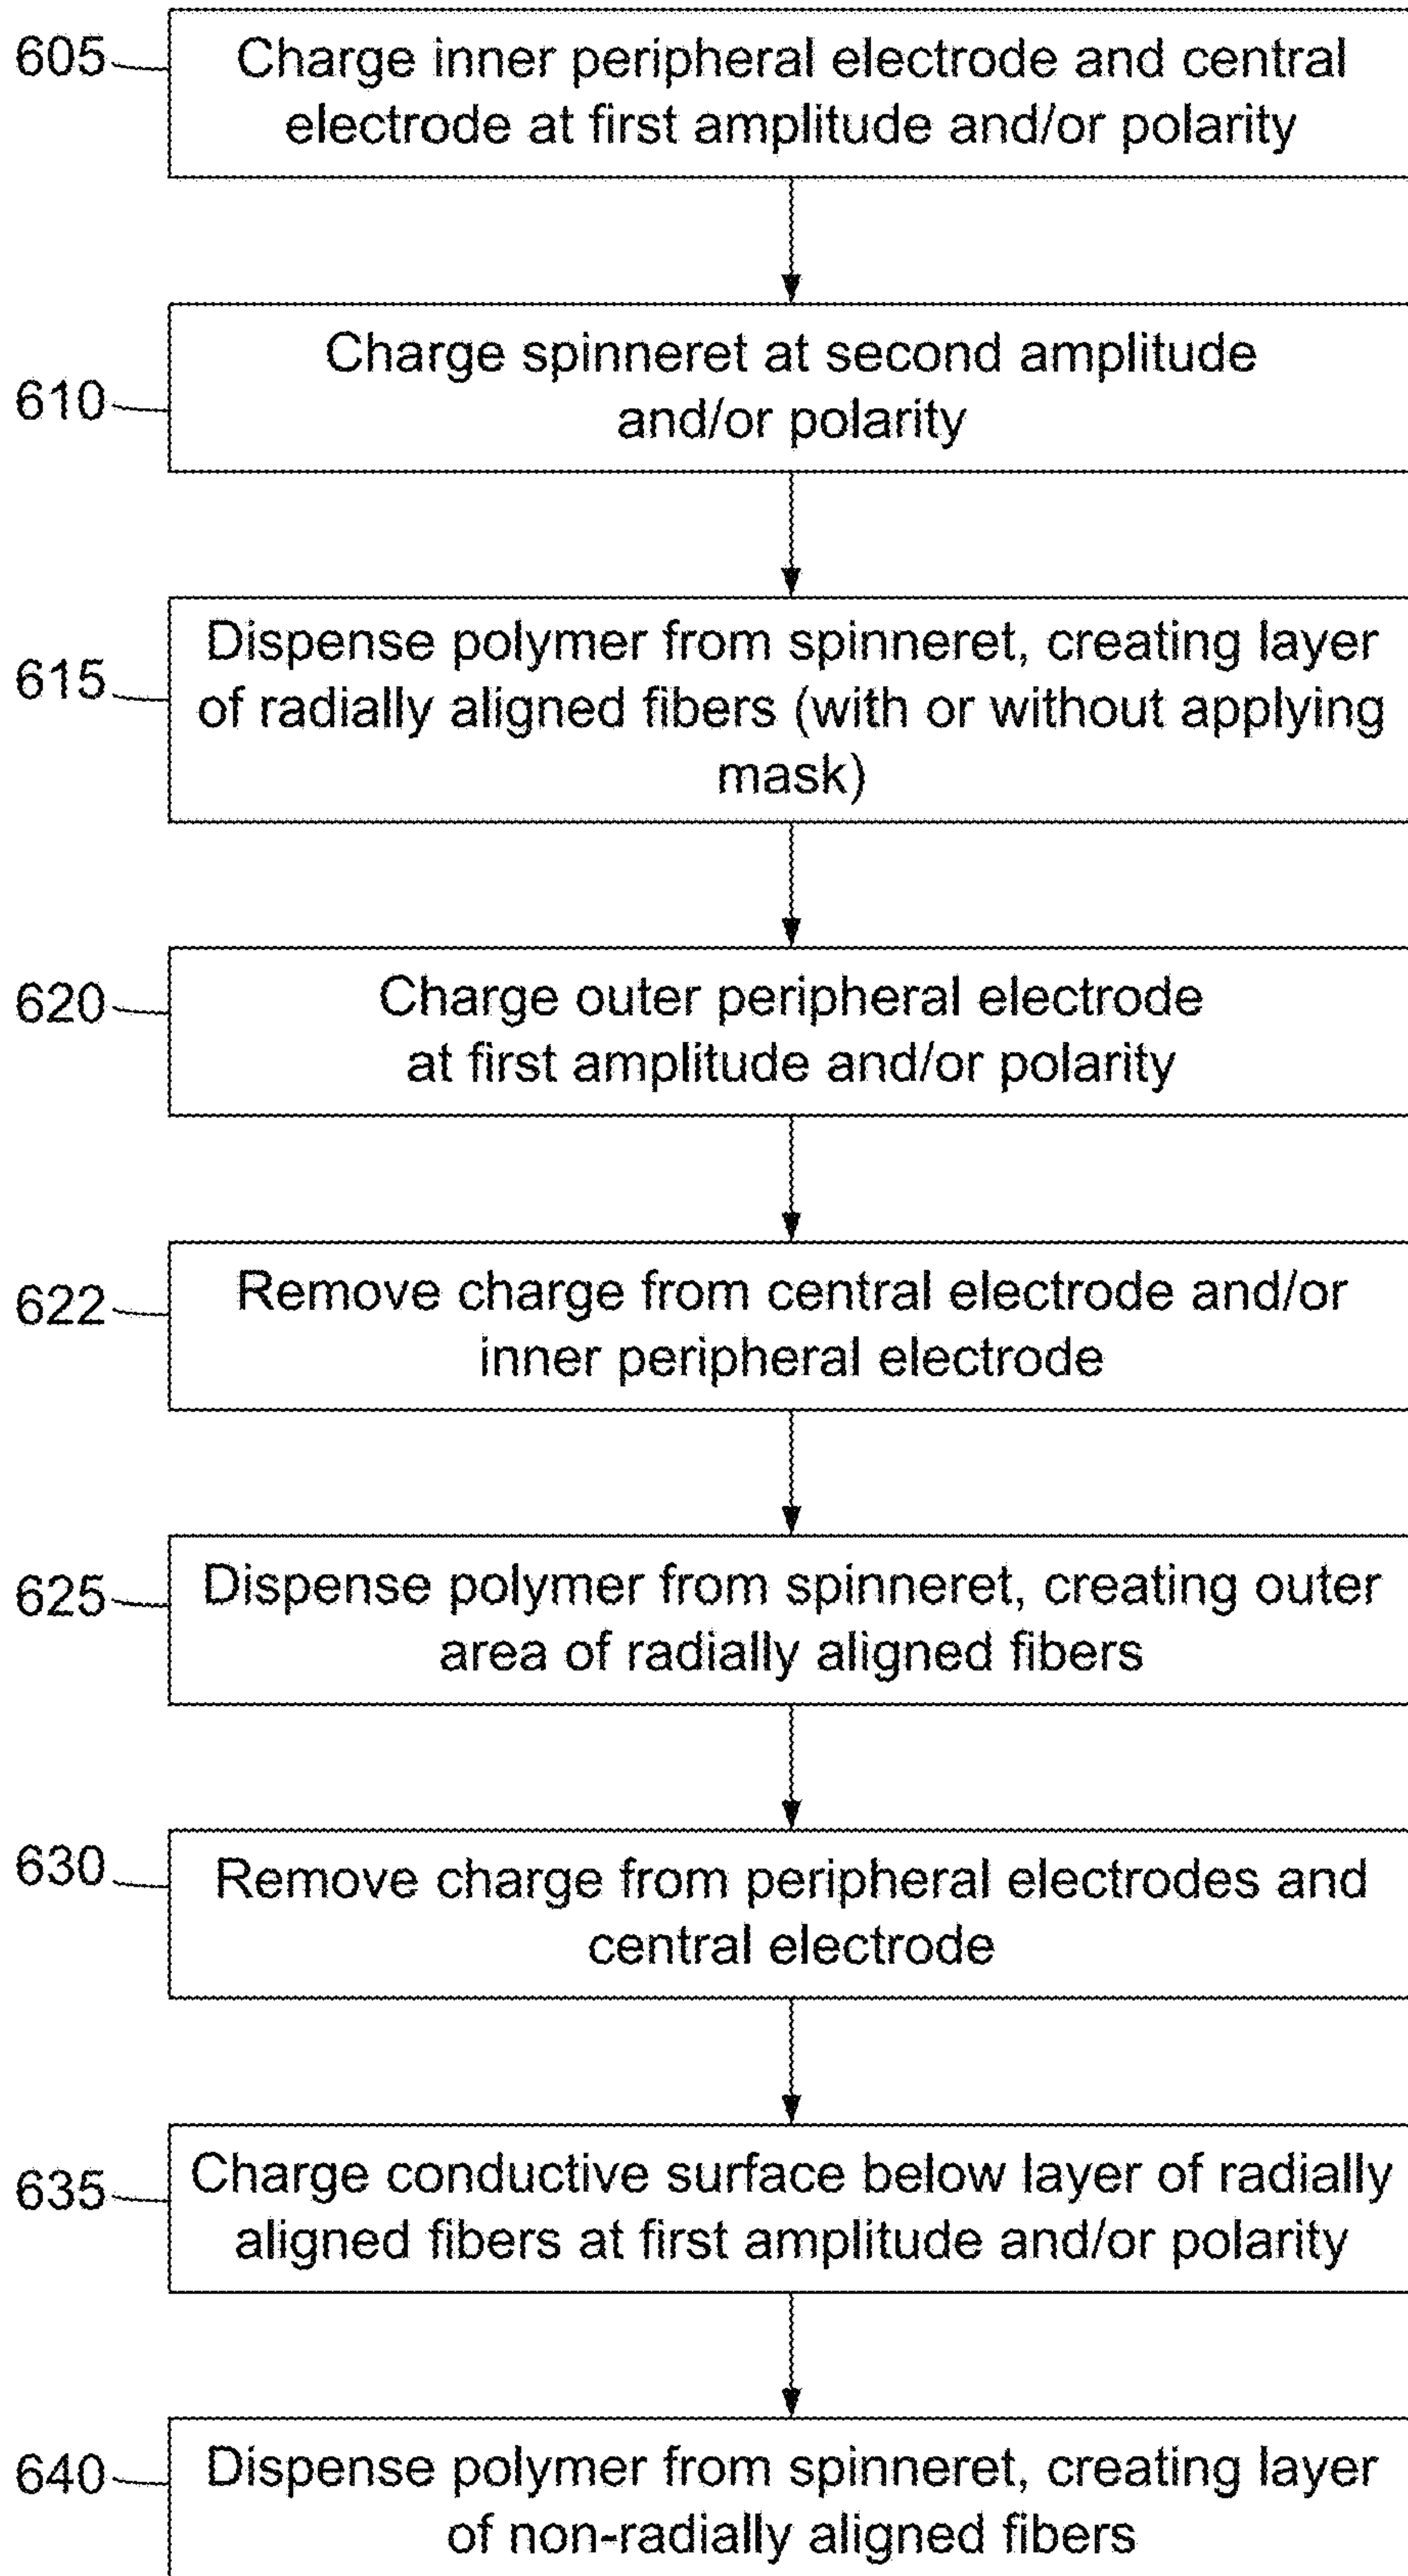 605
Charge inner peripheral electrode and central
electrode at first amplitude and/or polarity
610
Charge spinneret at second amplitude
and/or polarity
615
Dispense polymer from spinneret, creating layer
of radially aligned fibers (with or without applying
mask)
620
Charge outer peripheral electrode
at first amplitude and/or polarity
622
Remove charge from central electrode and/or
inner peripheral electrode
625
Dispense polymer from spinneret, creating outer
area of radially aligned fibers
630
Remove charge from peripheral electrodes and
central electrode
635
Charge conductive surface below layer of radially
aligned fibers at first amplitude and/or polarity
640
Dispense polymer from spinneret, creating layer
of non-radially aligned fibers